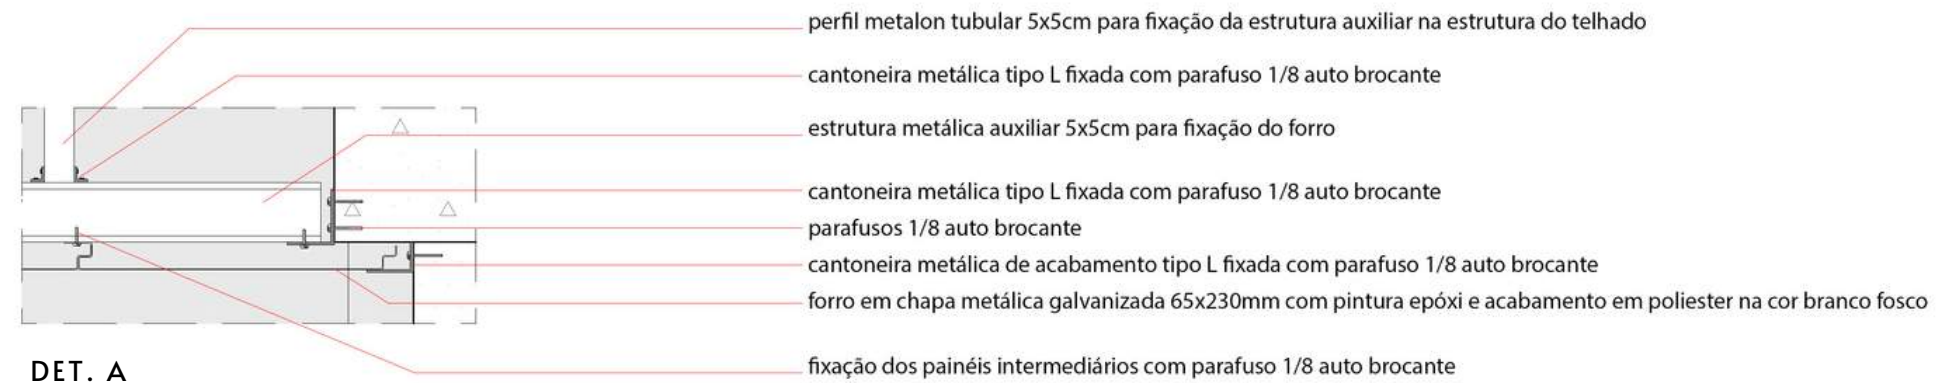 perfil metalon tubular 5x5cm para fixação da estrutura auxiliar na estrutura do telhado
cantoneira metálica tipo L fixada com parafuso 1/8 auto brocante
estrutura metálica auxiliar 5x5cm para fixação do forro
cantoneira metálica tipo L fixada com parafuso 1/8 auto brocante
parafusos 1/8 auto brocante
cantoneira metálica de acabamento tipo L fixada com parafuso 1/8 auto brocante
forro em chapa metálica galvanizada 65x230mm com pintura epóxi e acabamento em poliester na cor branco fosco
fixação dos painéis intermediários com parafuso 1/8 auto brocante
DET. A